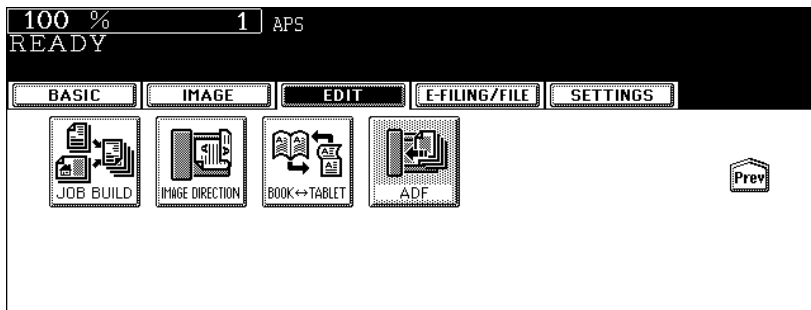 100 % 1 APS
READY
BASIC IMAGE EDIT E-FILING/FILE SETTINGS
JOB BUILD IMAGE DIRECTION BOOK↔TABLET ADF
Prev